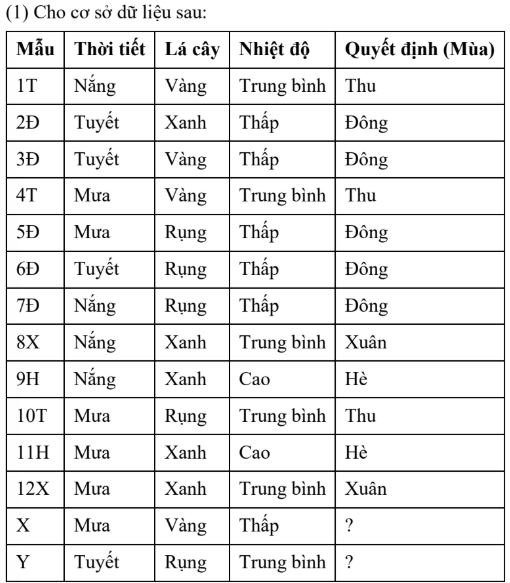 (1) Cho cơ sở dữ liệu sau:
Mẫu Thời tiết Lá cây Nhiệt độ Quyết định (Mùa)
1T Nắng Vàng Trung bình Thu
2Đ Tuyết Xanh Thấp Đông
3Đ Tuyết Vàng Thấp Đông
4T Mưa Vàng Trung bình Thu
5Đ Mưa Rụng Thấp Đông
6Đ Tuyết Rụng Thấp Đông
7Đ Nắng Rụng Thấp Đông
8X Nắng Xanh Trung bình Xuân
9H Nắng Xanh Cao Hè
10T Mưa Rụng Trung bình Thu
11H Mưa Xanh Cao Hè
12X Mưa Xanh Trung bình Xuân
X Mưa Vàng Thấp ?
Y Tuyết Rụng Trung bình ?